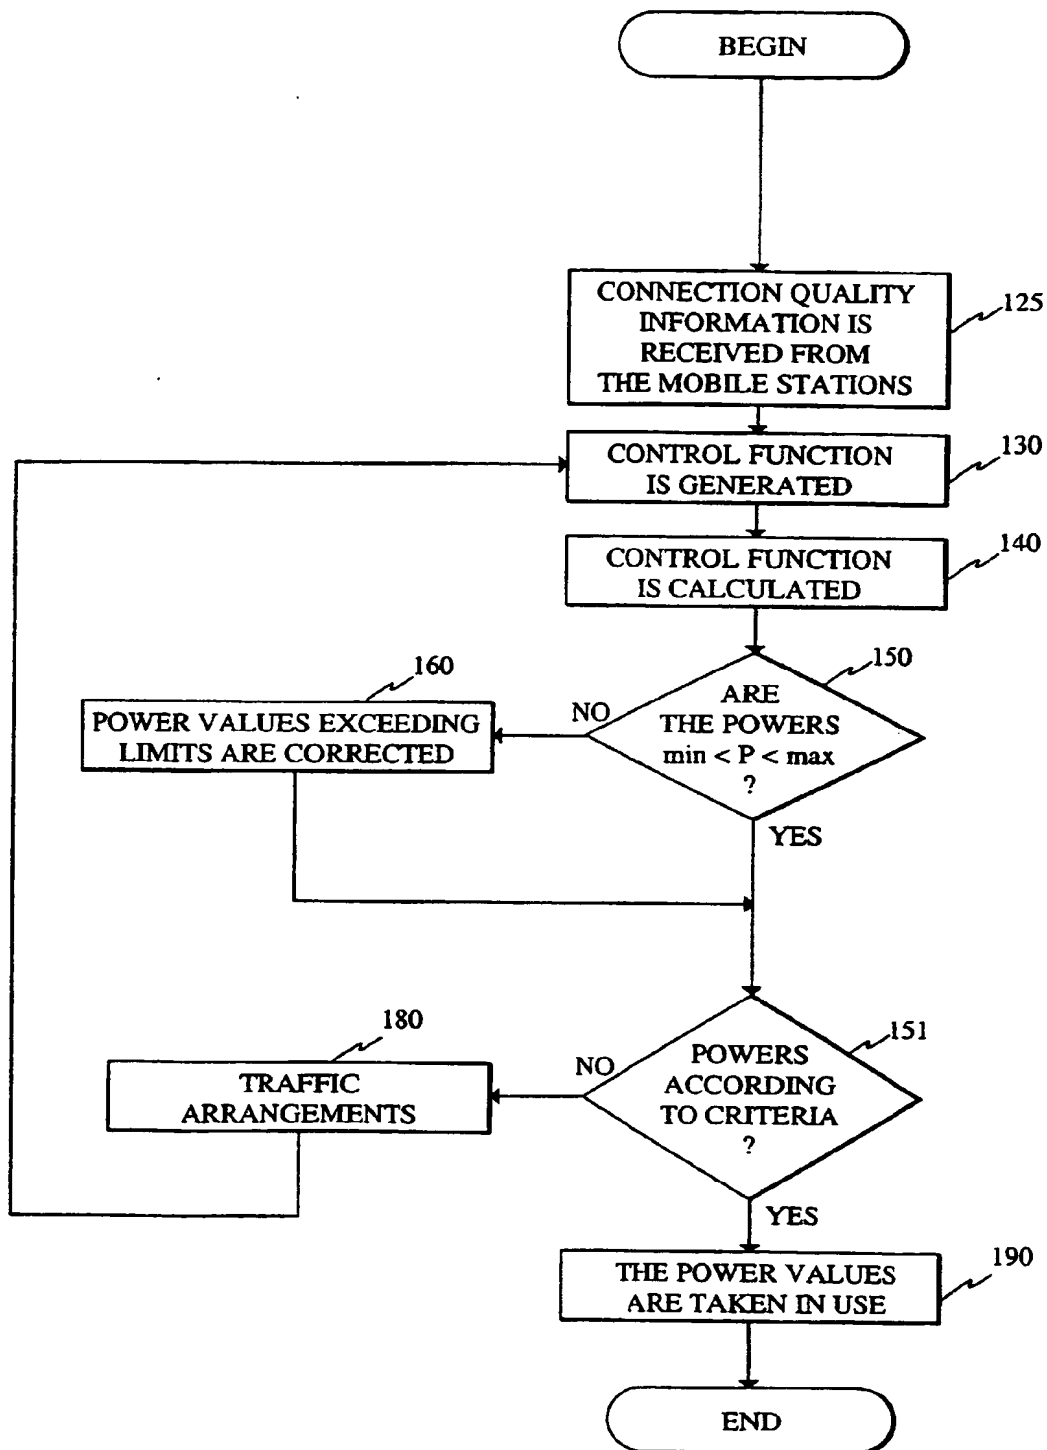 BEGIN
CONNECTION QUALITY
INFORMATION IS
RECEIVED FROM
THE MOBILE STATIONS
125
CONTROL FUNCTION
IS GENERATED
130
CONTROL FUNCTION
IS CALCULATED
140
ARE
THE POWERS
min < P < max
?
150
NO
160
POWER VALUES EXCEEDING
LIMITS ARE CORRECTED
YES
POWERS
ACCORDING
TO CRITERIA
?
151
NO
180
TRAFFIC
ARRANGEMENTS
YES
THE POWER VALUES
ARE TAKEN IN USE
190
END